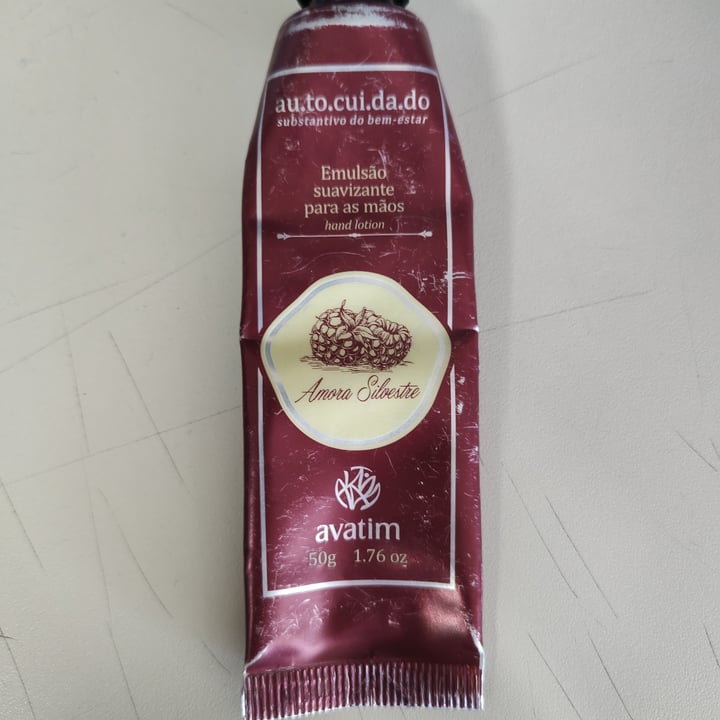 au.to.cui.da.do
substantivo do bem-estar
Emulsão
suavizante
para as mãos
hand lotion
Amora Silvestre
avatim
50g 1.76 oz